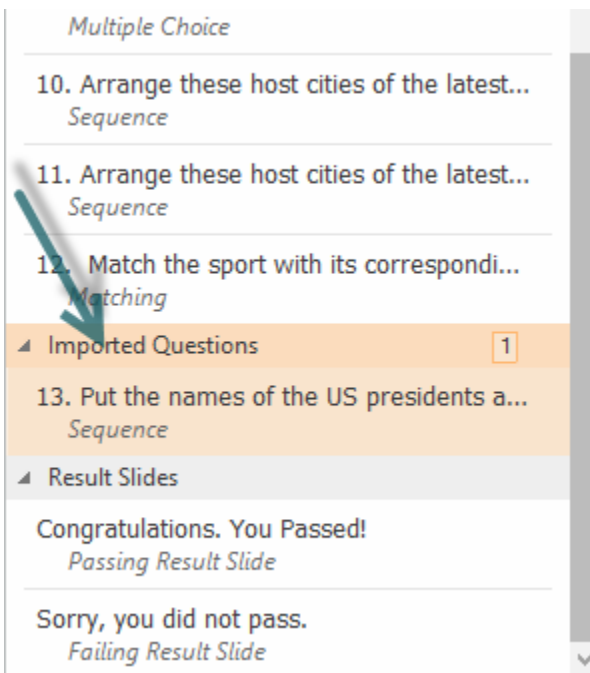 Multiple Choice
10. Arrange these host cities of the latest...
Sequence
11. Arrange these host cities of the latest...
Sequence
12. Match the sport with its correspondi...
Matching
Imported Questions 1
13. Put the names of the US presidents a...
Sequence
Result Slides
Congratulations. You Passed!
Passing Result Slide
Sorry, you did not pass.
Failing Result Slide